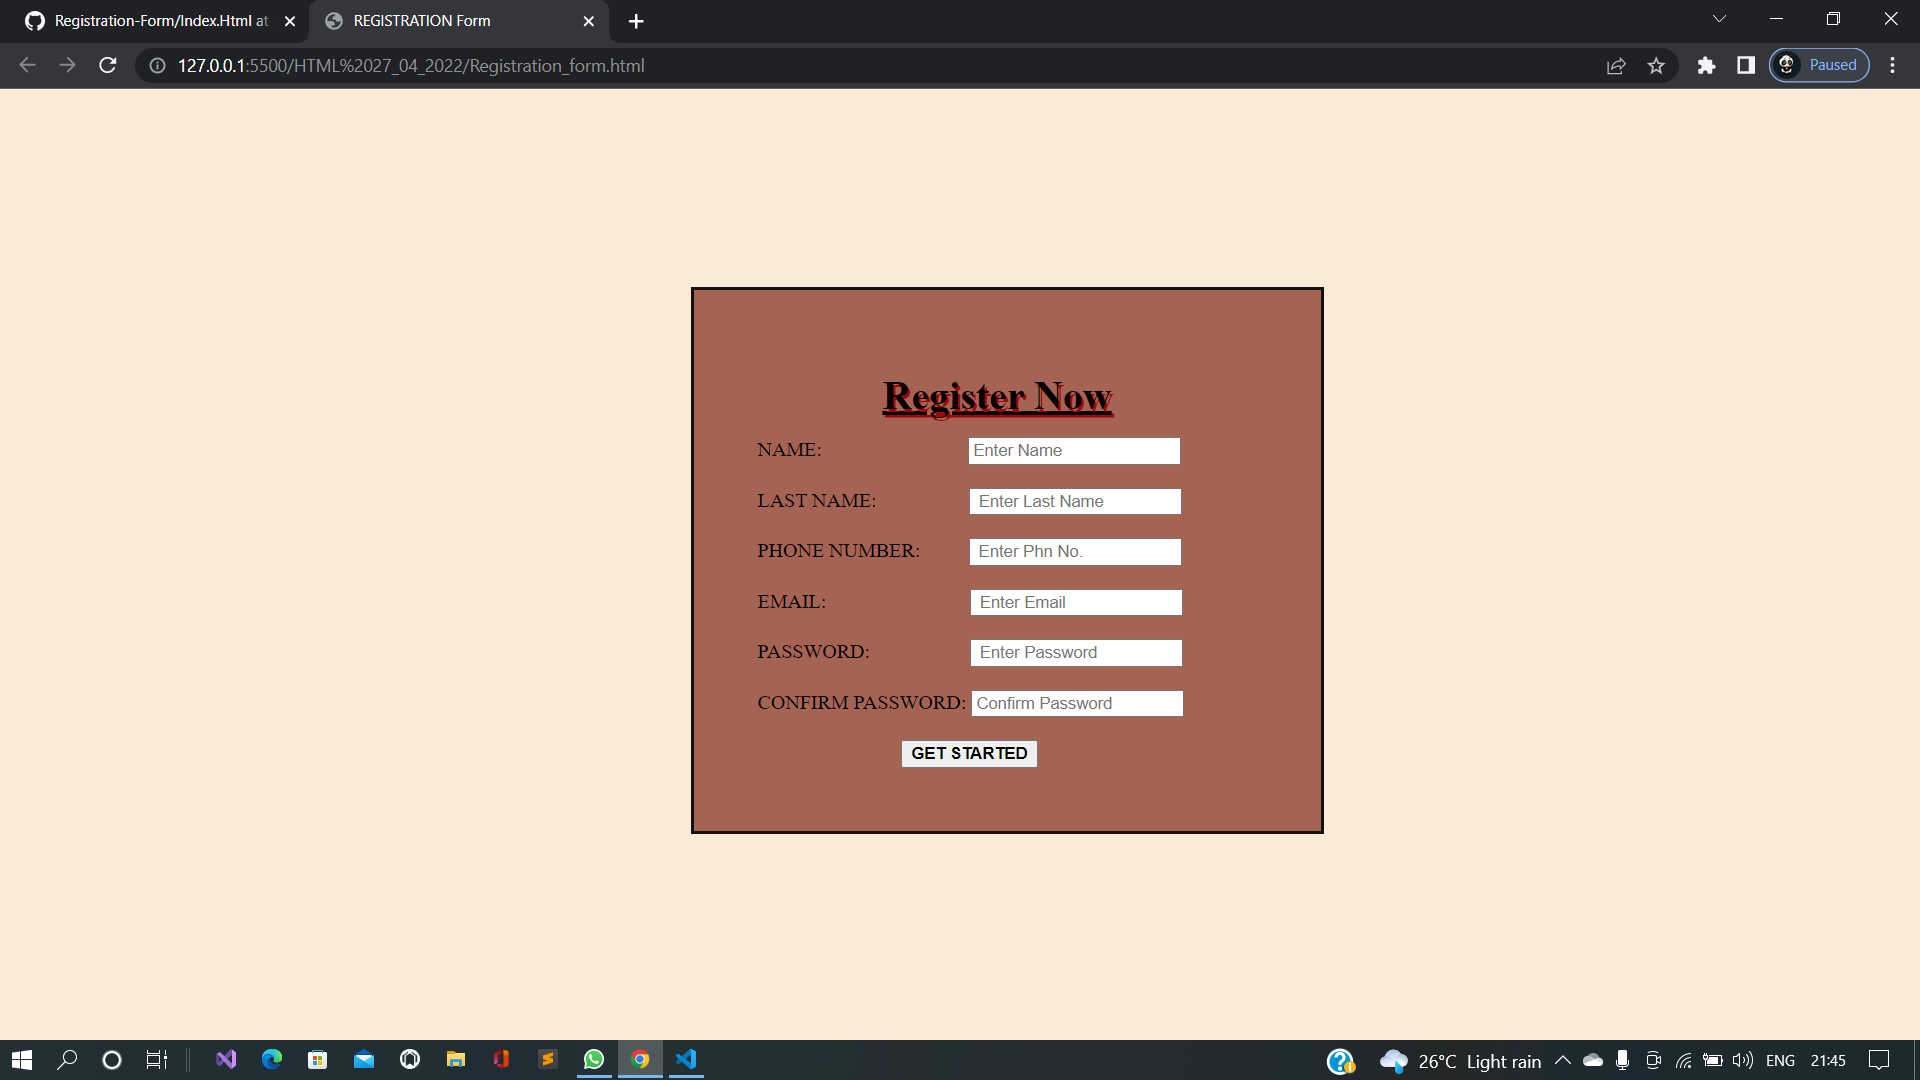 Registration-Form/Index.Html at
REGISTRATION Form
127.0.0.1:5500/HTML%2027_04_2022/Registration_form.html
Paused
Register Now
NAME: Enter Name
LAST NAME: Enter Last Name
PHONE NUMBER: Enter Phn No.
EMAIL: Enter Email
PASSWORD: Enter Password
CONFIRM PASSWORD: Confirm Password
GET STARTED
26°C Light rain ENG 21:45